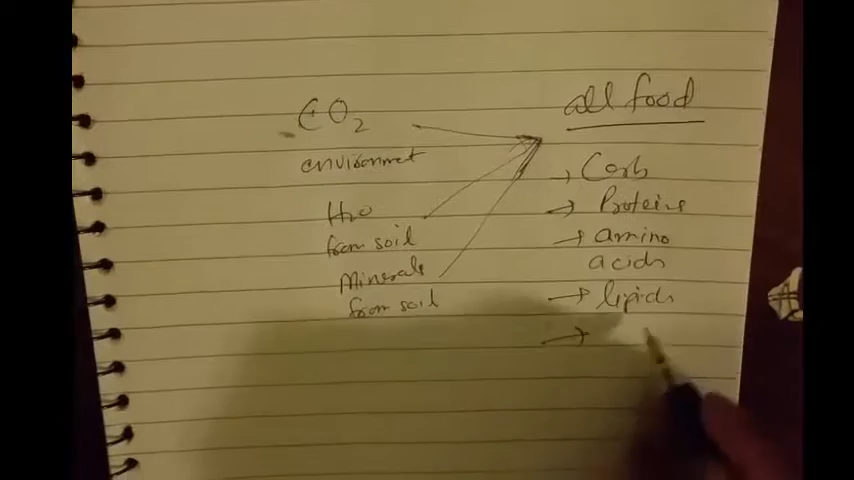 CO2
environment
H2O
from soil
Minerals
from soil
all food
→ Carb
→ Proteins
→ amino
acids
→ lipids
→